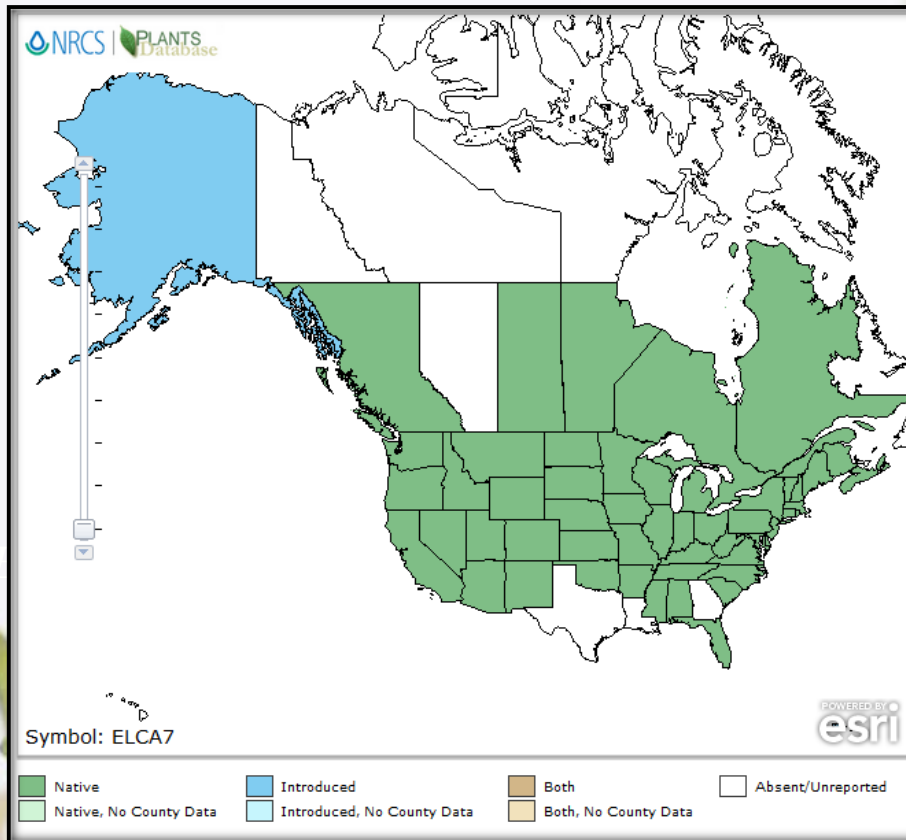 NRCS | PLANTS
Database
Symbol: ELCA7
POWERED BY
esri
Native
Introduced
Both
Absent/Unreported
Native, No County Data
Introduced, No County Data
Both, No County Data